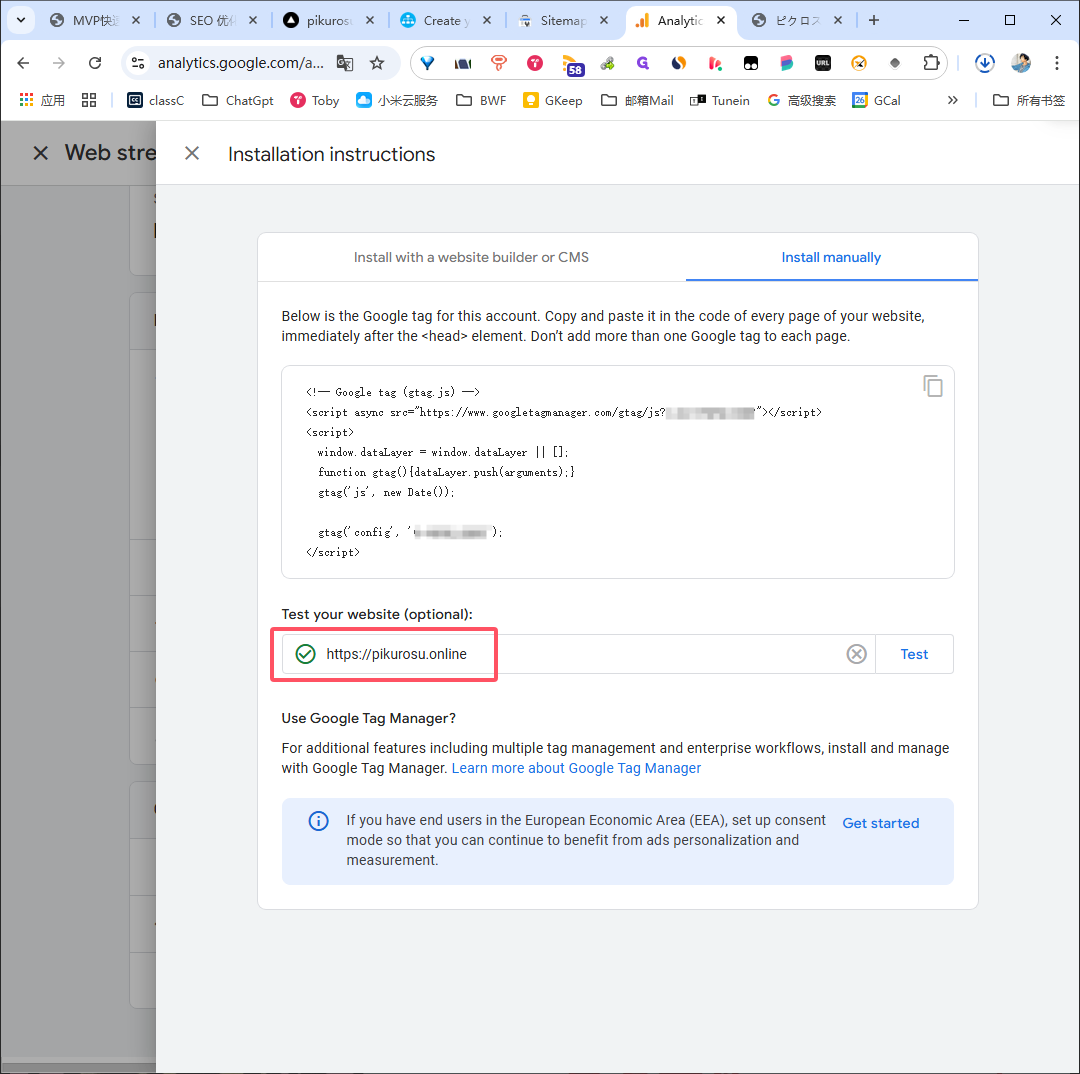 MVP快
SEO 优
pikuros
Create y
Sitemap
Analytic
ピクロス
analytics.google.com/a...
58
URL
应用
classC
ChatGpt
Toby
小米云服务
BWF
GKeep
邮箱Mail
Tunein
高级搜索
26
GCal
所有书签
Web stre
Installation instructions
Install with a website builder or CMS
Install manually
Below is the Google tag for this account. Copy and paste it in the code of every page of your website,
immediately after the <head> element. Don’t add more than one Google tag to each page.
<!-- Google tag (gtag.js) -->
<script async src="https://www.googletagmanager.com/gtag/js?"></script>
<script>
window.dataLayer = window.dataLayer || [];
function gtag(){dataLayer.push(arguments);}
gtag('js', new Date());
gtag('config', '');
</script>
Test your website (optional):
https://pikurosu.online
Test
Use Google Tag Manager?
For additional features including multiple tag management and enterprise workflows, install and manage
with Google Tag Manager. Learn more about Google Tag Manager
If you have end users in the European Economic Area (EEA), set up consent
mode so that you can continue to benefit from ads personalization and
measurement.
Get started